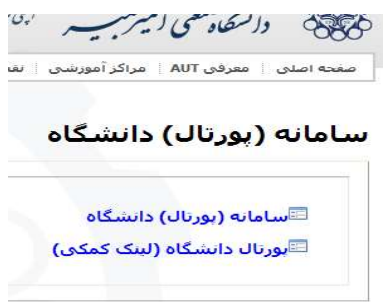 دانشگاه صنعتی امیرکبیر
صفحه اصلی | معرفی AUT | مراکز آموزشی
سامانه (پورتال) دانشگاه
سامانه (پورتال) دانشگاه
پورتال دانشگاه (لینک کمکی)